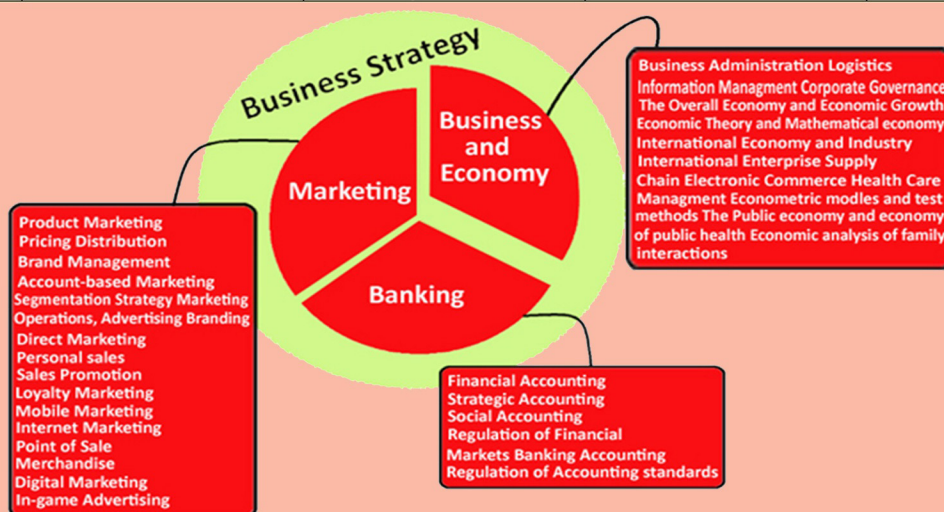 Business Strategy
Business
and
Economy
Marketing
Banking
Business Administration Logistics
Information Managment Corporate Governance
The Overall Economy and Economic Growth
Economic Theory and Mathematical economy
International Economy and Industry
International Enterprise Supply
Chain Electronic Commerce Health Care
Managment Econometric modles and test
methods The Public economy and economy
of public health Economic analysis of family
interactions
Product Marketing
Pricing Distribution
Brand Management
Account-based Marketing
Segmentation Strategy Marketing
Operations, Advertising Branding
Direct Marketing
Personal sales
Sales Promotion
Loyalty Marketing
Mobile Marketing
Internet Marketing
Point of Sale
Merchandise
Digital Marketing
In-game Advertising
Financial Accounting
Strategic Accounting
Social Accounting
Regulation of Financial
Markets Banking Accounting
Regulation of Accounting standards